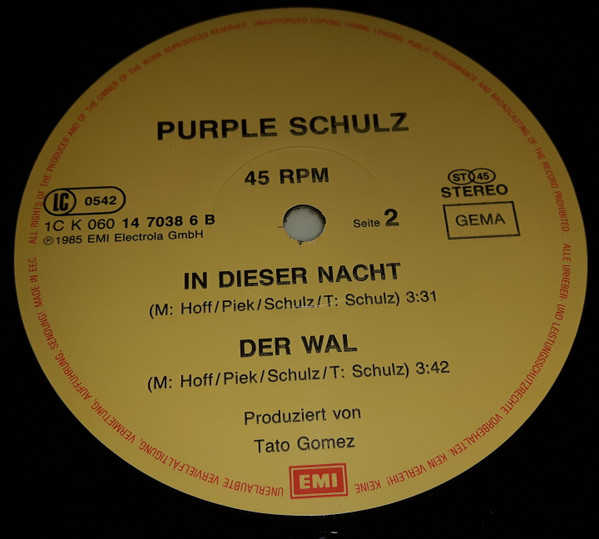 PURPLE SCHULZ
45 RPM
LC 0542
1C K 060 14 7038 6 B
Ⓟ1985 EMI Electrola GmbH
Seite 2
ST 45
STEREO
GEMA
IN DIESER NACHT
(M: Hoff/Piek/Schulz/T: Schulz) 3:31
DER WAL
(M: Hoff/Piek/Schulz/T: Schulz) 3:42
Produziert von
Tato Gomez
EMI
ALL RIGHTS OF THE PRODUCER AND OF THE OWNER OF THE WORK REPRODUCED RESERVED. UNAUTHORISED COPYING, HIRING, LENDING, PUBLIC PERFORMANCE AND BROADCASTING OF THE RECORD PROHIBITED. ALLE URHEBER- UND LEISTUNGSSCHUTZRECHTE VORBEHALTEN. KEIN VERLEIH! KEINE UNERLAUBTE VERVIELFÄLTIGUNG, VERMIETUNG, AUFFÜHRUNG, SENDUNG! MADE IN EEC.